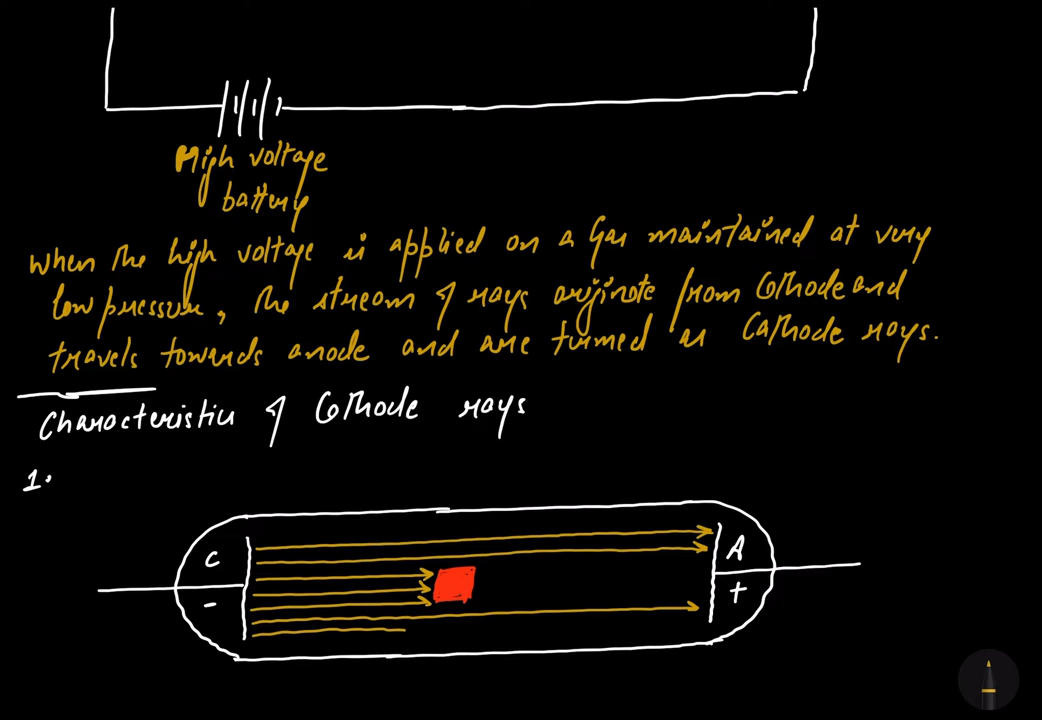 High voltage
battery
When the high voltage is applied on a Gas maintained at very
low pressure, the stream of rays originate from Cathode and
travels towards anode and are turmed as Cathode rays.
Characteristics of Cathode rays
1.
C
A
-
+